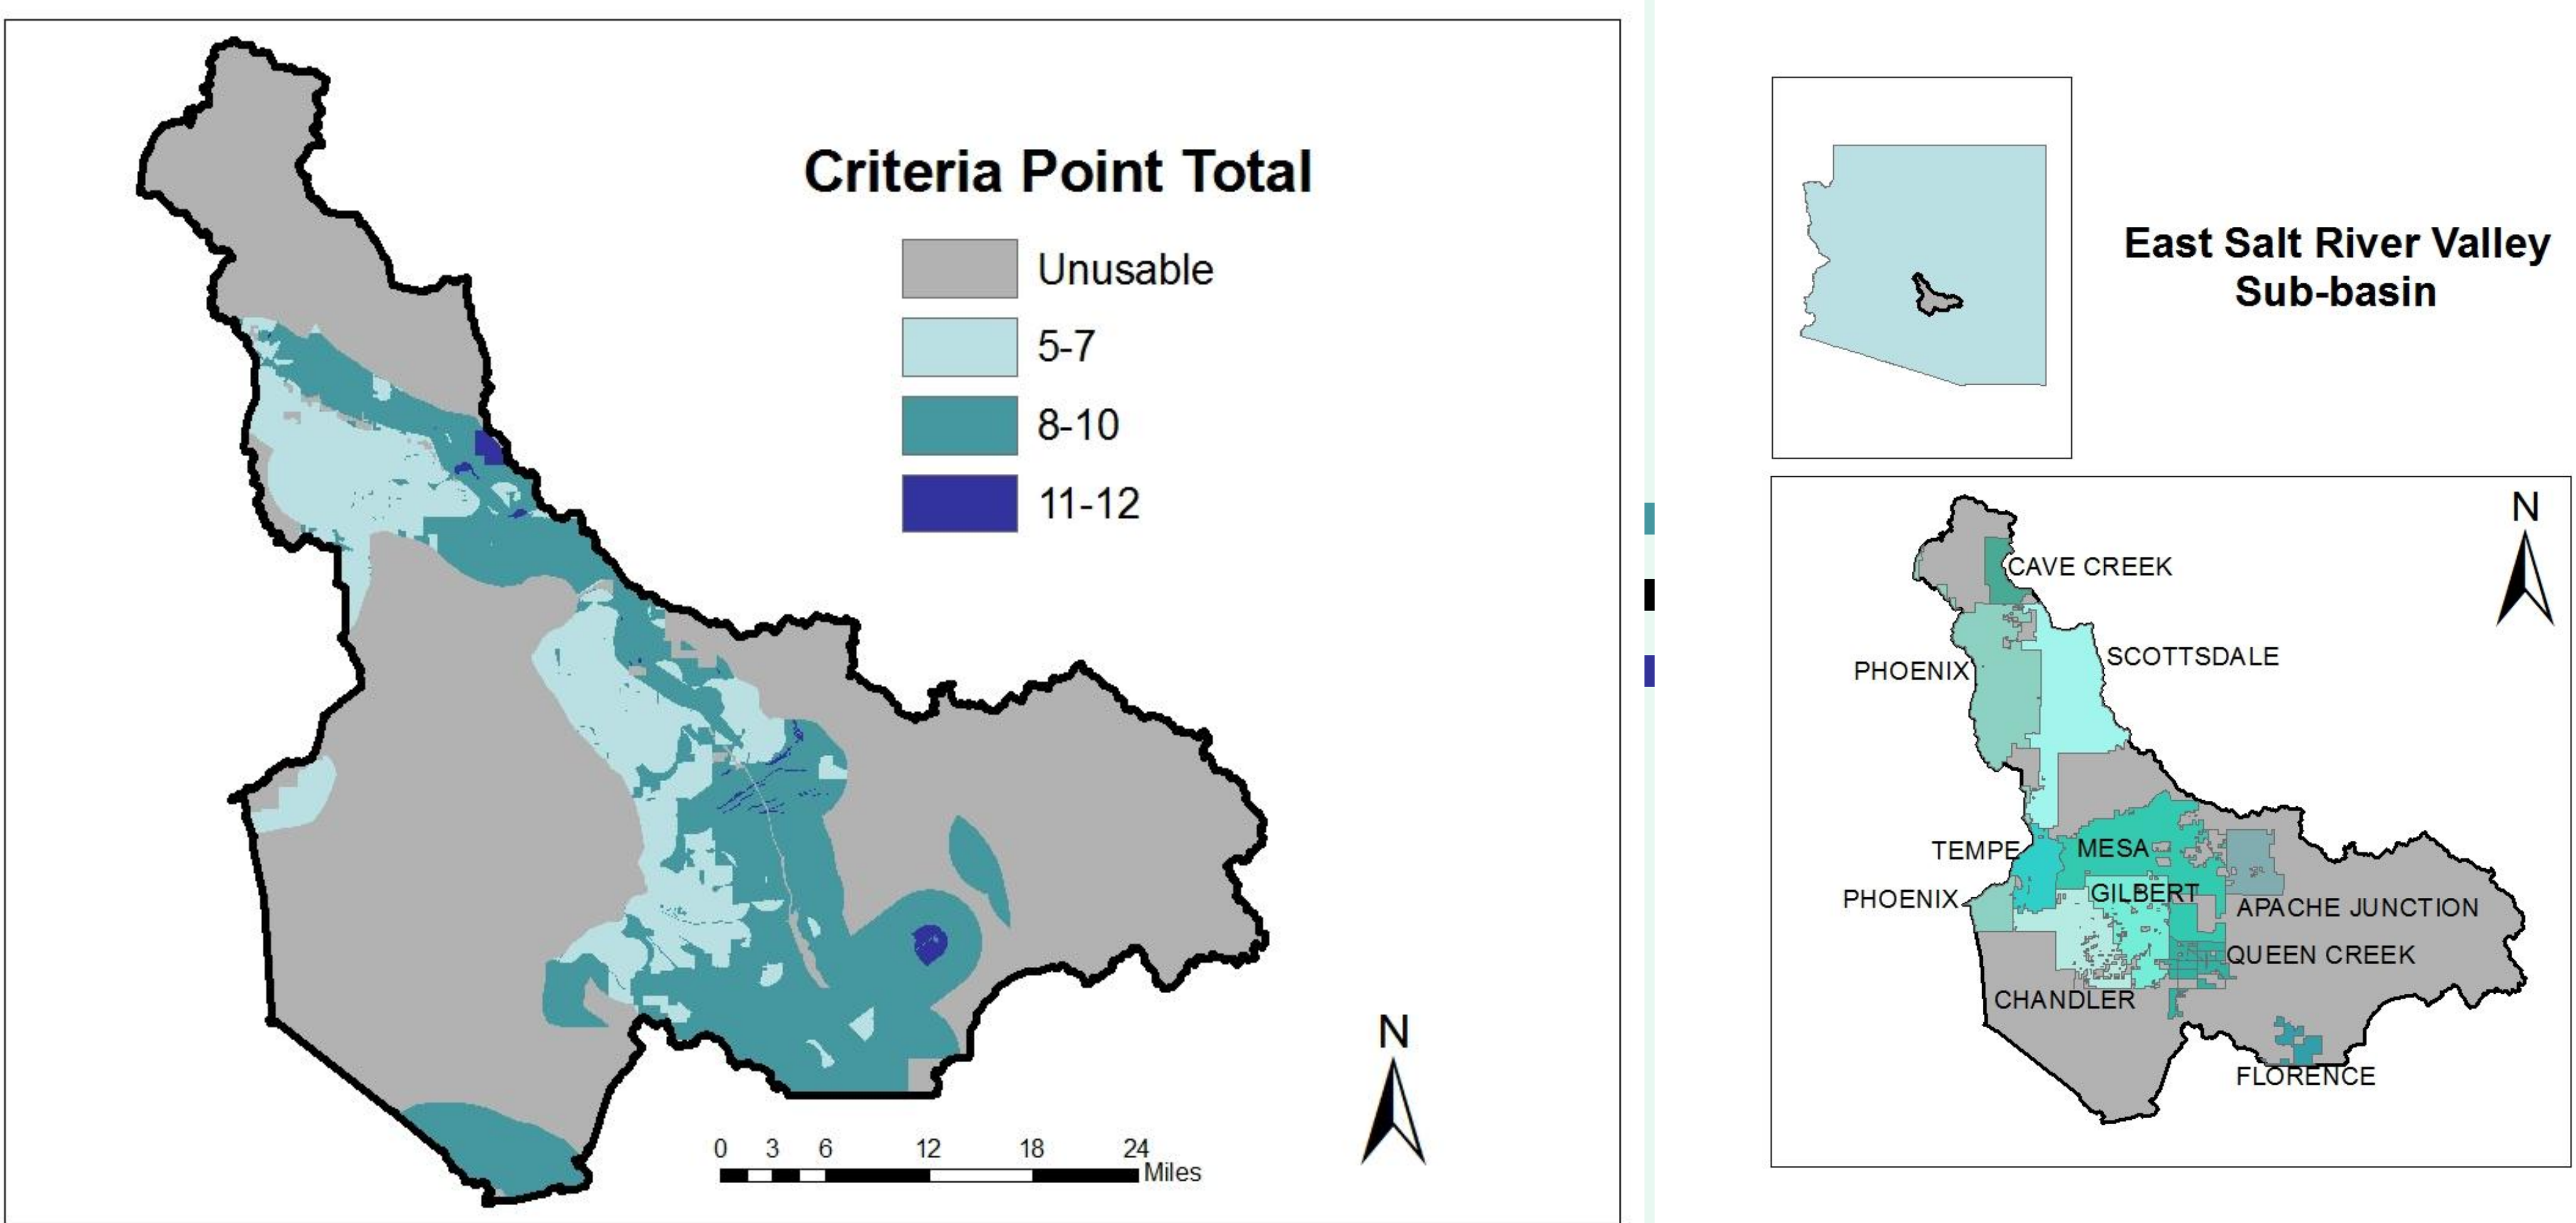 Criteria Point Total
Unusable
5-7
8-10
11-12
N
0 3 6 12 18 24
Miles
East Salt River Valley
Sub-basin
N
CAVE CREEK
SCOTTSDALE
PHOENIX
TEMPE
MESA
PHOENIX
GILBERT
APACHE JUNCTION
QUEEN CREEK
CHANDLER
FLORENCE